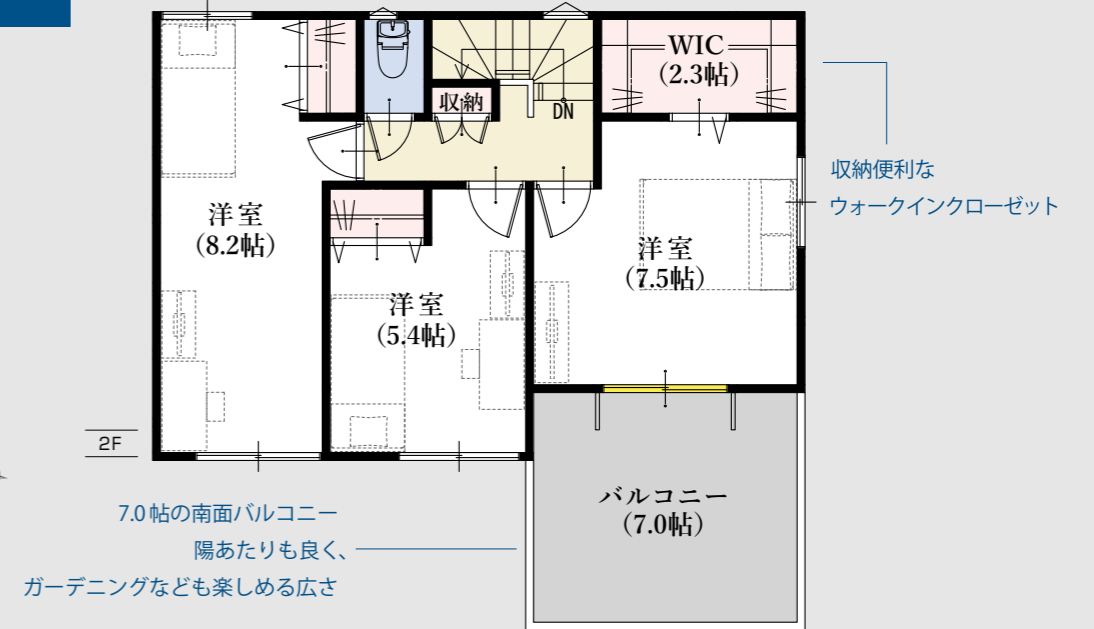 WIC
(2.3帖)
収納
DN
収納便利な
ウォークインクローゼット
洋室
(8.2帖)
洋室
(7.5帖)
洋室
(5.4帖)
2F
バルコニー
(7.0帖)
7.0帖の南面バルコニー
陽あたりも良く、
ガーデニングなども楽しめる広さ